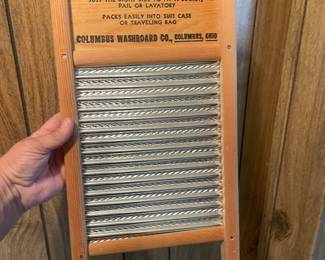 PAIL OR LAVATORY
PACKS EASILY INTO SUIT CASE
OR TRAVELING BAG
COLUMBUS WASHBOARD CO., COLUMBUS, OHIO